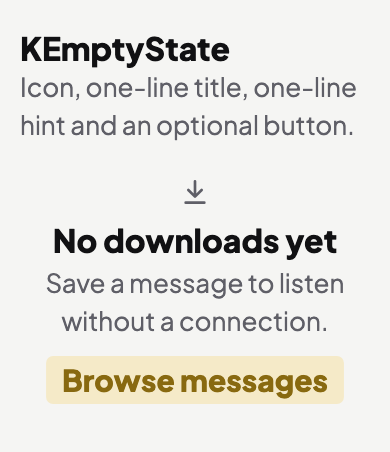 KEmptyState
Icon, one-line title, one-line
hint and an optional button.
No downloads yet
Save a message to listen
without a connection.
Browse messages